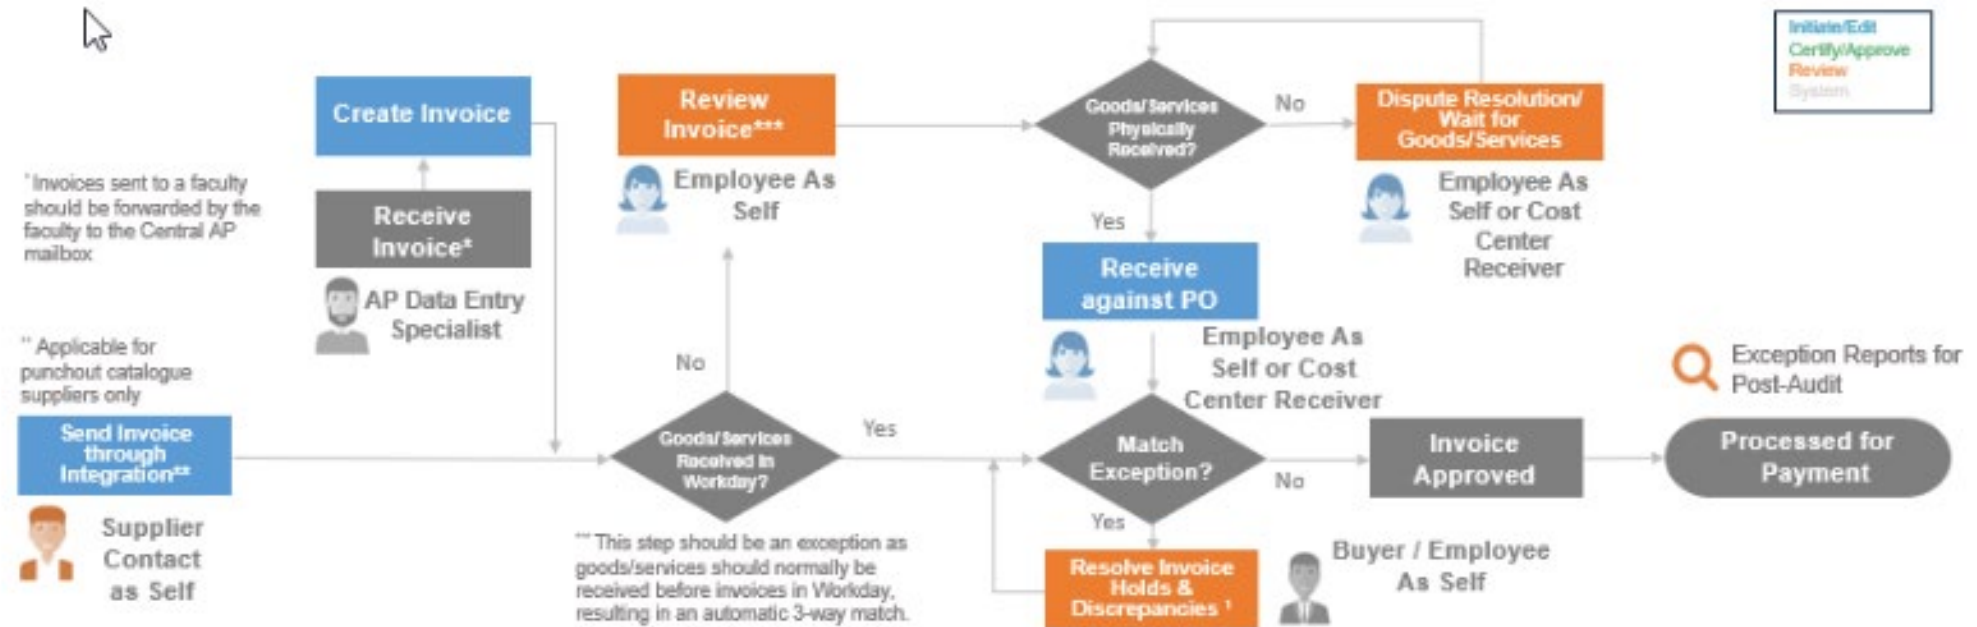 Initiate/Edit
Certify/Approve
Review
System
Create Invoice
Receive
Invoice*
AP Data Entry
Specialist
* Invoices sent to a faculty
should be forwarded by the
faculty to the Central AP
mailbox
** Applicable for
punchout catalogue
suppliers only
Send Invoice
through
Integration**
Supplier
Contact
as Self
Review
Invoice***
Employee As
Self
No
Goods/Services
Received in
Workday?
Yes
*** This step should be an exception as
goods/services should normally be
received before invoices in Workday,
resulting in an automatic 3-way match.
Goods/Services
Physically
Received?
No
Dispute Resolution/
Wait for
Goods/Services
Employee As
Self or Cost
Center
Receiver
Yes
Receive
against PO
Employee As
Self or Cost
Center Receiver
Match
Exception?
No
Invoice
Approved
Exception Reports for
Post-Audit
Processed for
Payment
Yes
Resolve Invoice
Holds &
Discrepancies ¹
Buyer / Employee
As Self